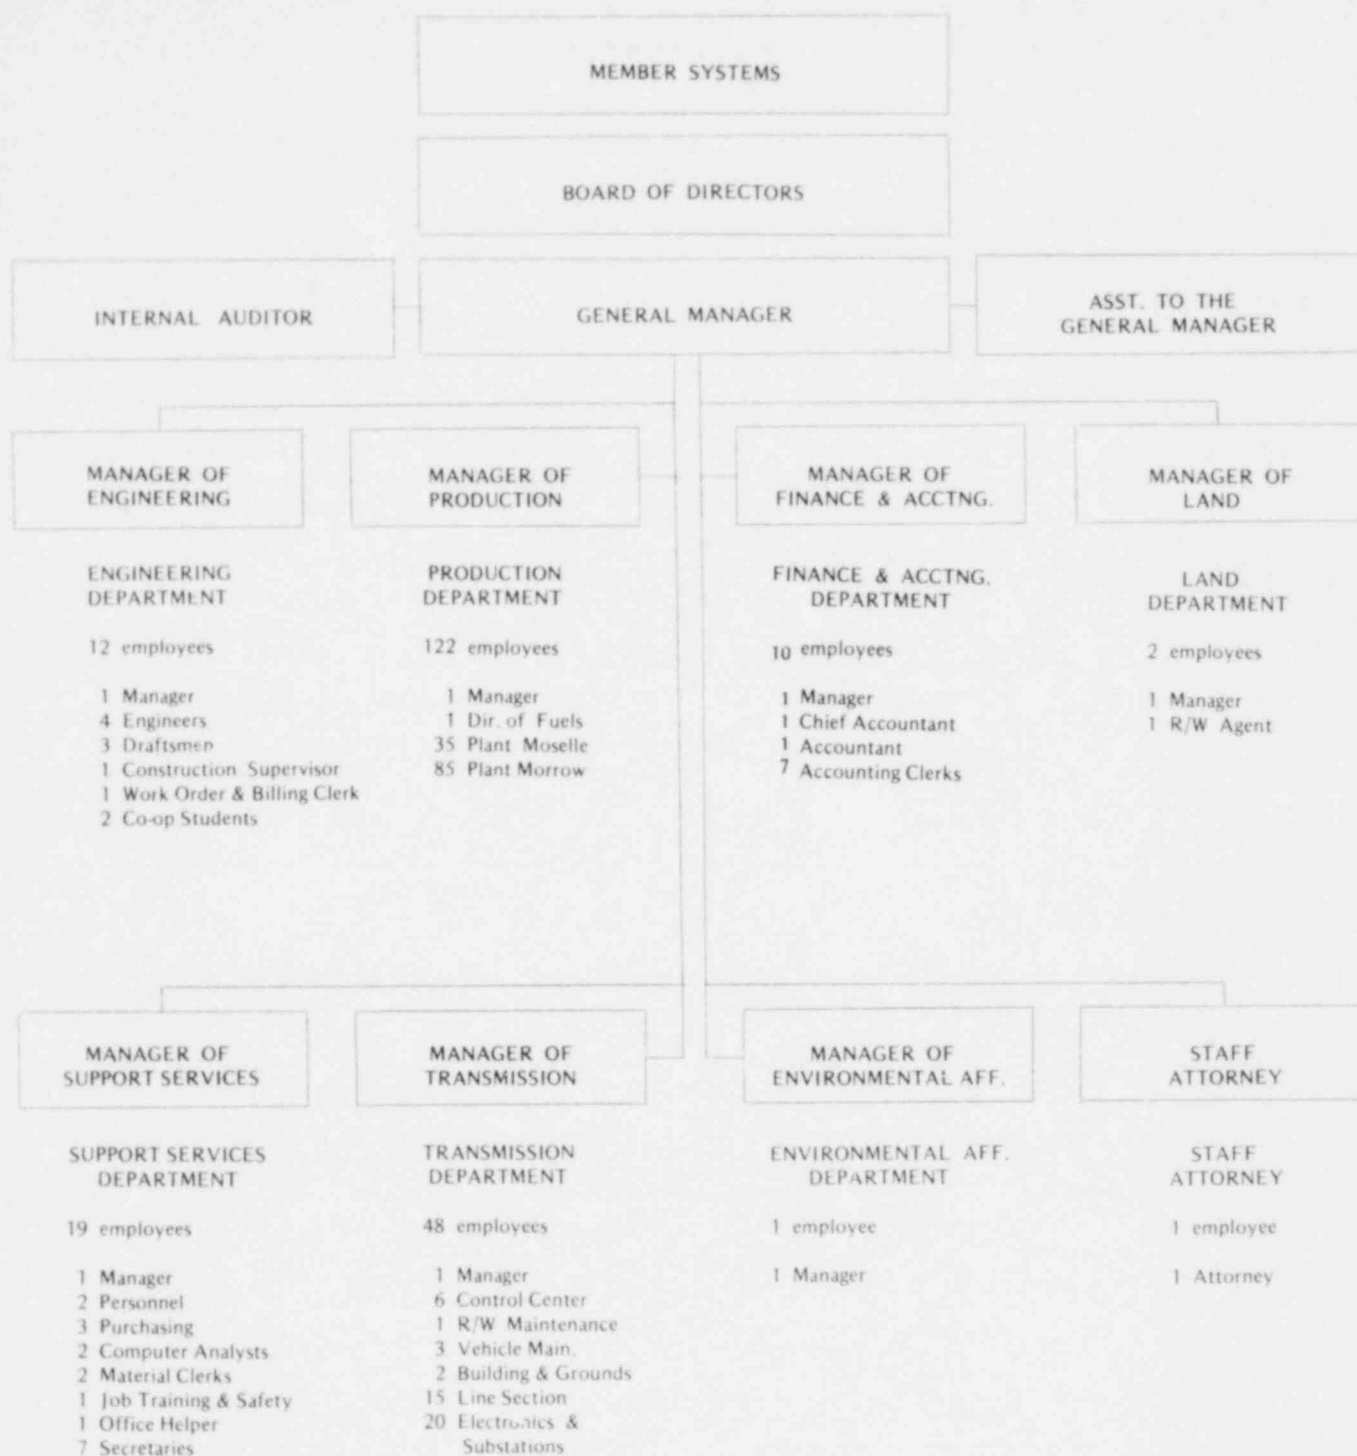 MEMBER SYSTEMS
BOARD OF DIRECTORS
INTERNAL AUDITOR
GENERAL MANAGER
ASST. TO THE
GENERAL MANAGER
MANAGER OF
ENGINEERING
ENGINEERING
DEPARTMENT
12 employees
1 Manager
4 Engineers
3 Draftsmen
1 Construction Supervisor
1 Work Order & Billing Clerk
2 Co-op Students
MANAGER OF
PRODUCTION
PRODUCTION
DEPARTMENT
122 employees
1 Manager
1 Dir. of Fuels
35 Plant Moselle
85 Plant Morrow
MANAGER OF
FINANCE & ACCTNG.
FINANCE & ACCTNG.
DEPARTMENT
10 employees
1 Manager
1 Chief Accountant
1 Accountant
7 Accounting Clerks
MANAGER OF
LAND
LAND
DEPARTMENT
2 employees
1 Manager
1 R/W Agent
MANAGER OF
SUPPORT SERVICES
SUPPORT SERVICES
DEPARTMENT
19 employees
1 Manager
2 Personnel
3 Purchasing
2 Computer Analysts
2 Material Clerks
1 Job Training & Safety
1 Office Helper
7 Secretaries
MANAGER OF
TRANSMISSION
TRANSMISSION
DEPARTMENT
48 employees
1 Manager
6 Control Center
1 R/W Maintenance
3 Vehicle Main.
2 Building & Grounds
15 Line Section
20 Electronics &
Substations
MANAGER OF
ENVIRONMENTAL AFF.
ENVIRONMENTAL AFF.
DEPARTMENT
1 employee
1 Manager
STAFF
ATTORNEY
STAFF
ATTORNEY
1 employee
1 Attorney